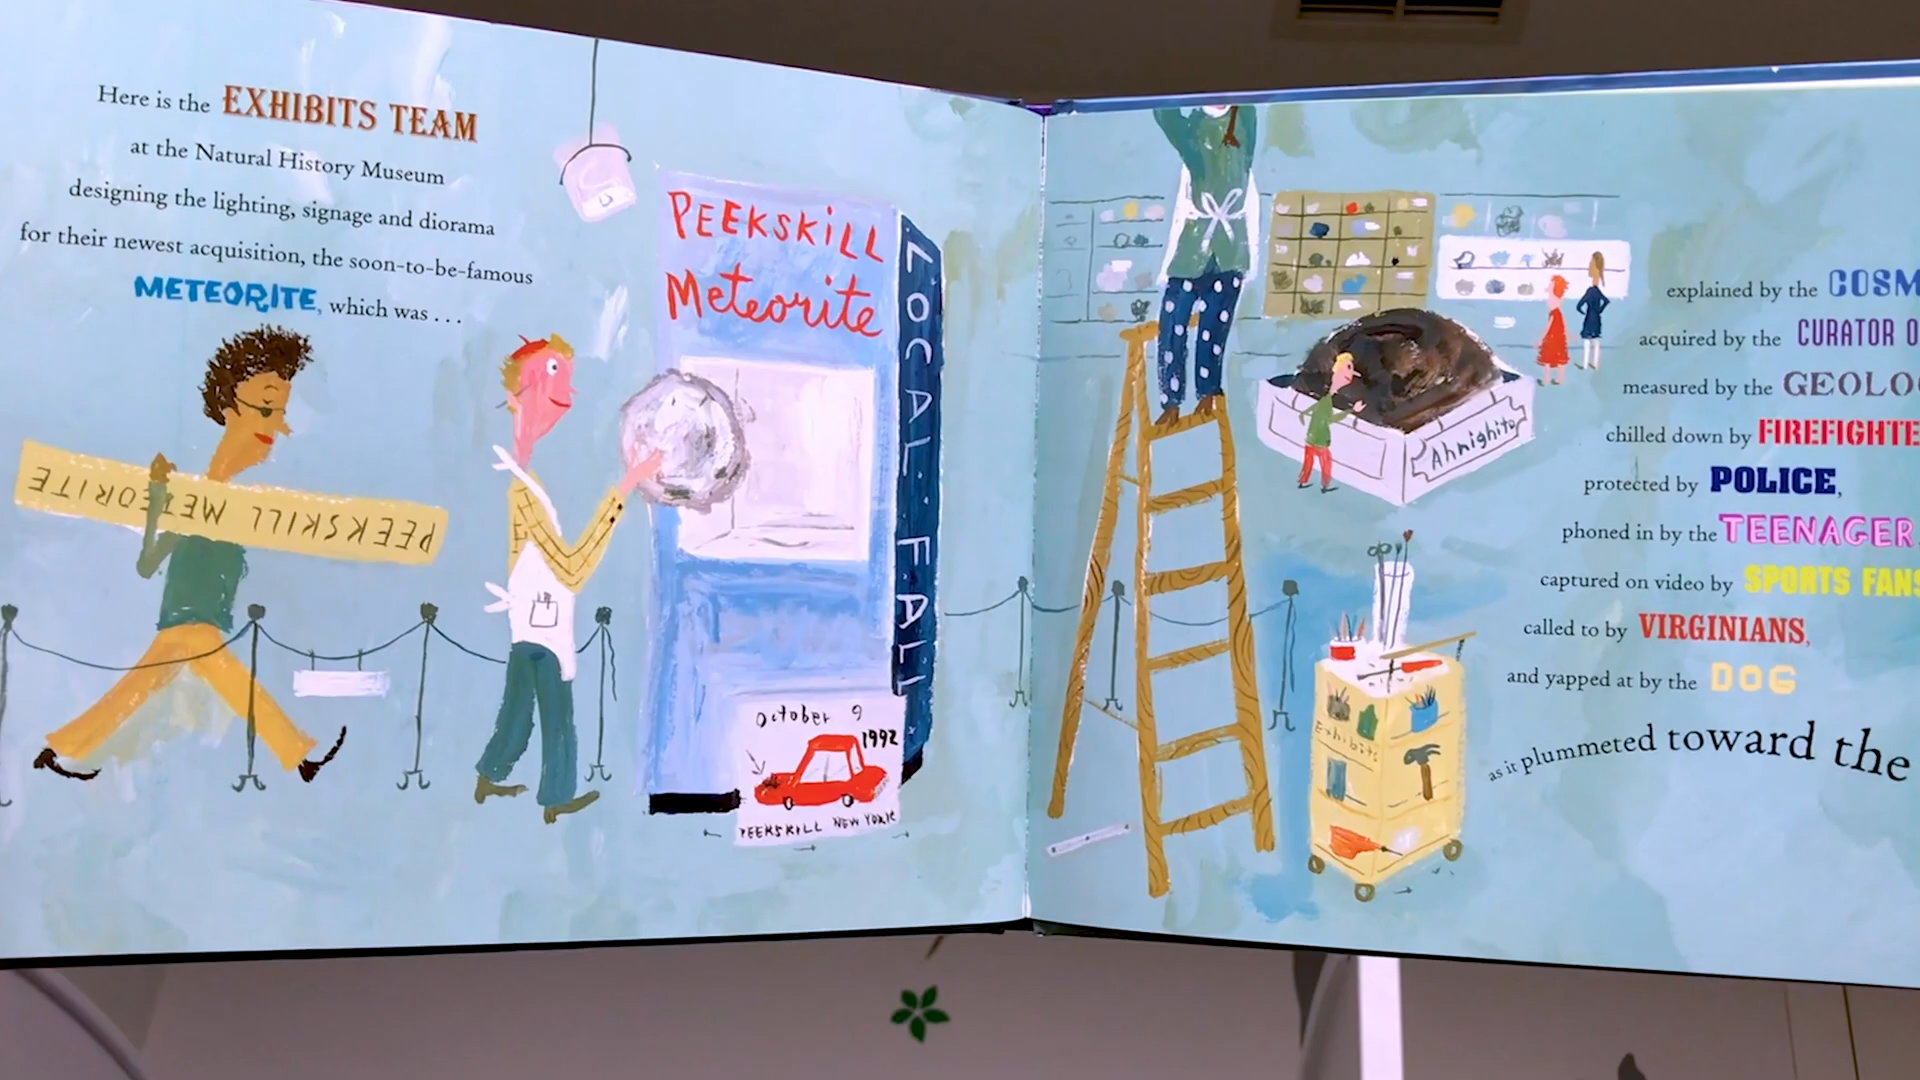 Here is the EXHIBITS TEAM
at the Natural History Museum
designing the lighting, signage and diorama
for their newest acquisition, the soon-to-be-famous
METEORITE, which was . . .
PEEKSKILL METEORITE
PEEKSKILL
Meteorite
LOCAL FALL
October 9
1992
PEEKSKILL NEW YORK
Ahnighito
Exhibits
explained by the
acquired by the CURATOR
measured by the
chilled down by
protected by POLICE,
phoned in by the TEENAGER
captured on video by SPORTS FANS
called to by VIRGINIANS,
and yapped at by the DOG
as it plummeted toward the